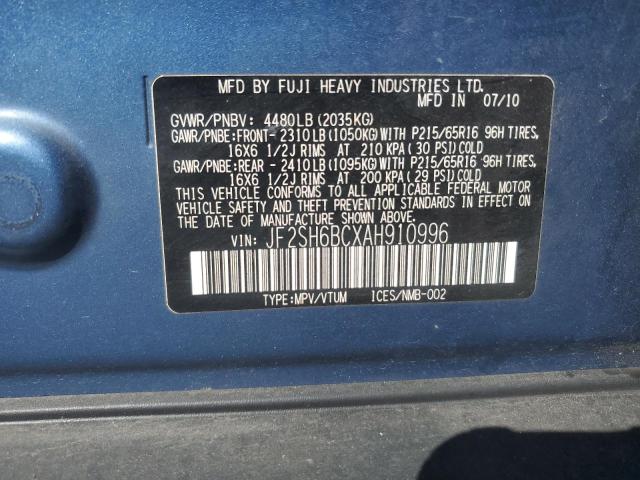 MFD BY FUJI HEAVY INDUSTRIES LTD.
MFD IN 07/10
GVWR/PNBV: 4480LB (2035KG)
GAWR/PNBE:FRONT- 2310LB (1050KG) WITH P215/65R16 96H TIRES,
16X6 1/2J RIMS AT 210 KPA (30 PSI) COLD
GAWR/PNBE:REAR - 2410LB (1095KG) WITH P215/65R16 96H TIRES,
16X6 1/2J RIMS AT 200 KPA (29 PSI) COLD
THIS VEHICLE CONFORMS TO ALL APPLICABLE FEDERAL MOTOR
VEHICLE SAFETY AND THEFT PREVENTION STANDARDS IN EFFECT ON
THE DATE OF MANUFACTURE SHOWN ABOVE.
VIN: JF2SH6BCXAH910996
TYPE:MPV/VTUM ICES/NMB-002